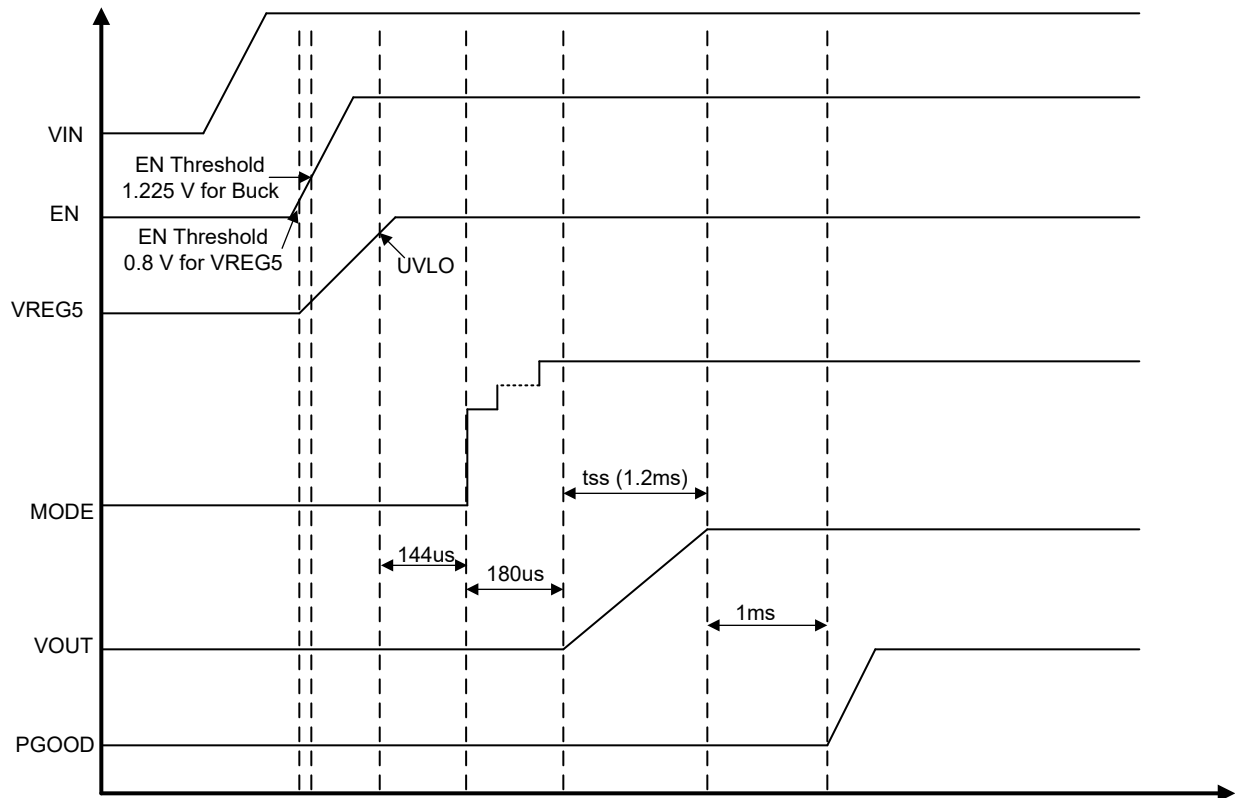 VIN
EN Threshold
1.225 V for Buck
EN
EN Threshold
0.8 V for VREG5
UVLO
VREG5
tss (1.2ms)
MODE
144us
180us
1ms
VOUT
PGOOD